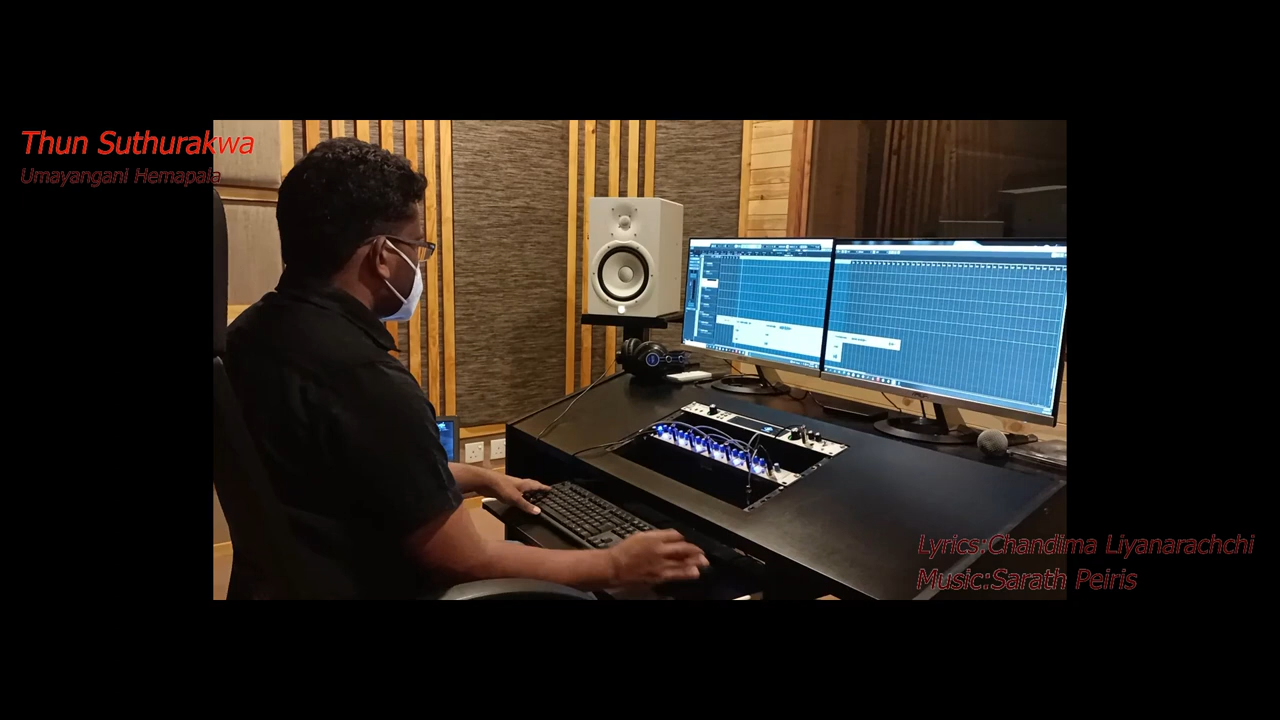 Thun Suthurakwa
Umayangani Hemapala
Lyrics:Chandima Liyanarachchi
Music:Sarath Peiris